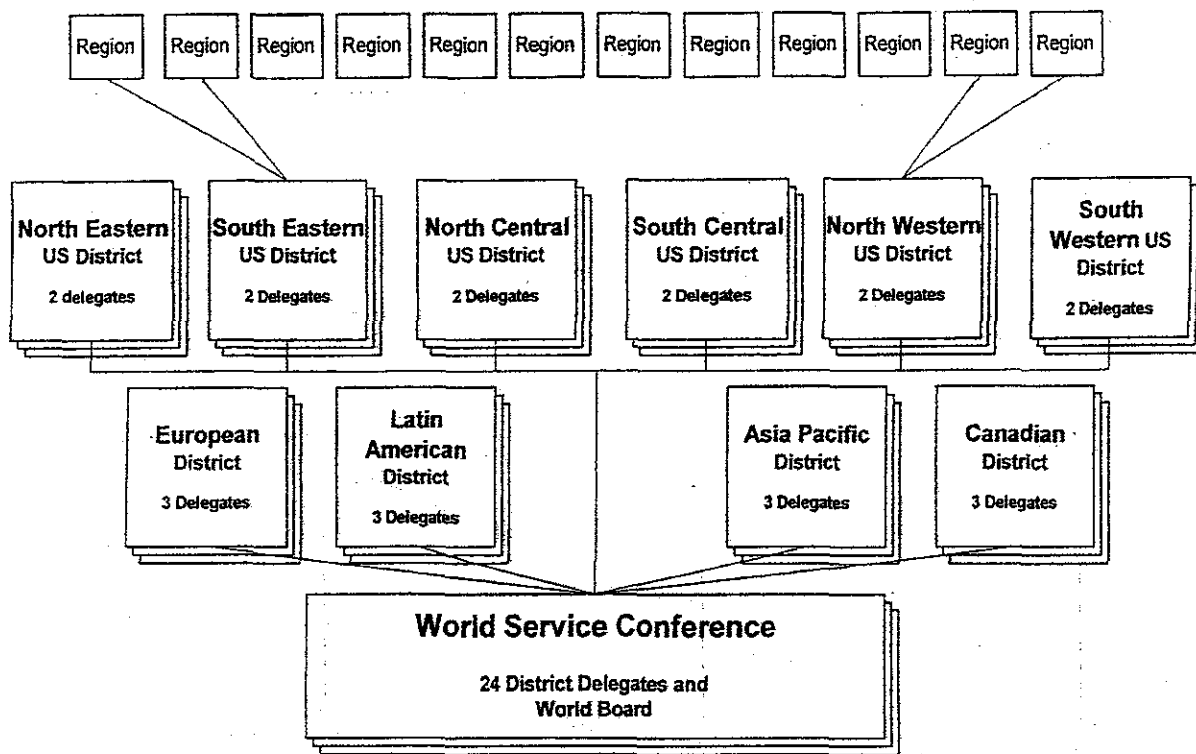 Region
Region
Region
Region
Region
Region
Region
Region
Region
Region
Region
Region
North Eastern
US District
2 delegates
South Eastern
US District
2 Delegates
North Central
US District
2 Delegates
South Central
US District
2 Delegates
North Western
US District
2 Delegates
South
Western US
District
2 Delegates
European
District
3 Delegates
Latin
American
District
3 Delegates
Asia Pacific
District
3 Delegates
Canadian
District
3 Delegates
World Service Conference
24 District Delegates and
World Board